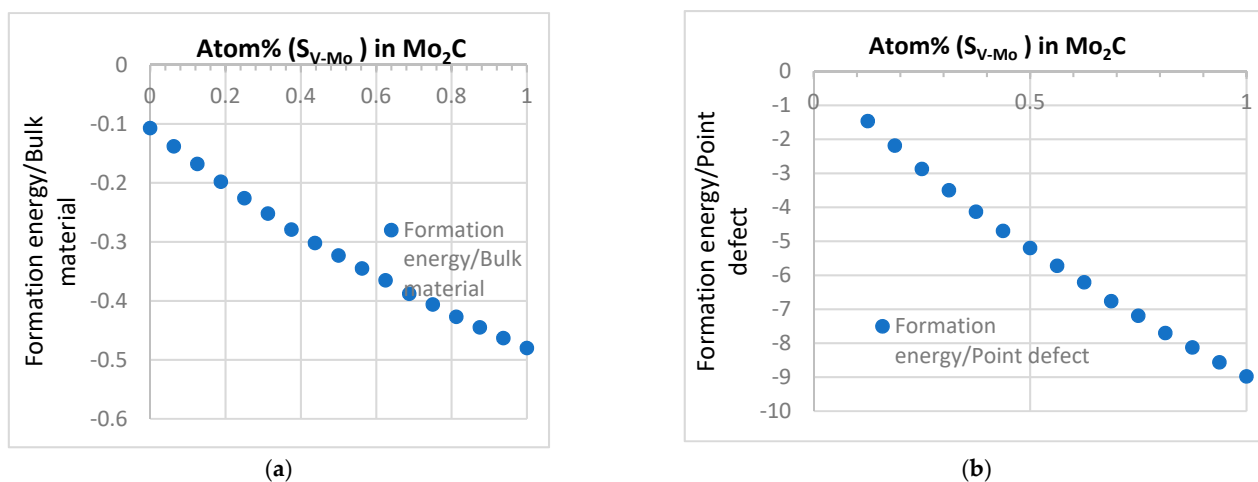 Atom% (S_V-Mo ) in Mo₂C
0
0 0.2 0.4 0.6 0.8 1
-0.1
-0.2
-0.3
-0.4
-0.5
-0.6
Formation energy/Bulk
material
Formation
energy/Bulk
material
(a)
Atom% (S_V-Mo ) in Mo₂C
0
0 0.5 1
-1
-2
-3
-4
-5
-6
-7
-8
-9
-10
Formation energy/Point
defect
Formation
energy/Point defect
(b)